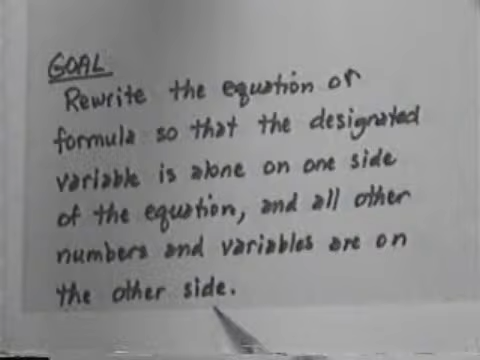 GOAL
Rewrite the equation or
formula so that the designated
variable is alone on one side
of the equation, and all other
numbers and variables are on
the other side.